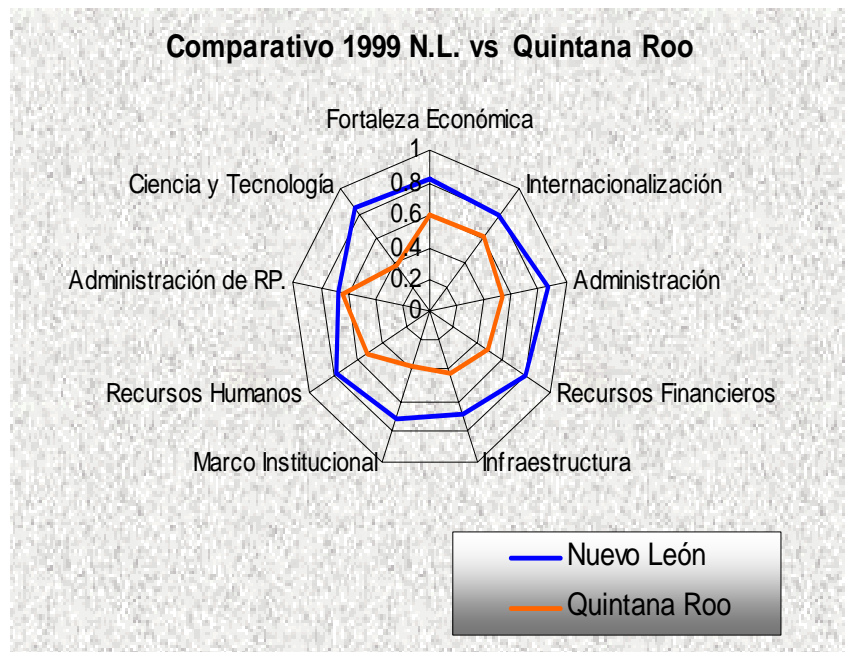 Comparativo 1999 N.L. vs Quintana Roo
Fortaleza Económica
1
0.8
0.6
0.4
0.2
0
Internacionalización
Administración
Recursos Financieros
Infraestructura
Marco Institucional
Recursos Humanos
Administración de RP.
Ciencia y Tecnología
Nuevo León
Quintana Roo